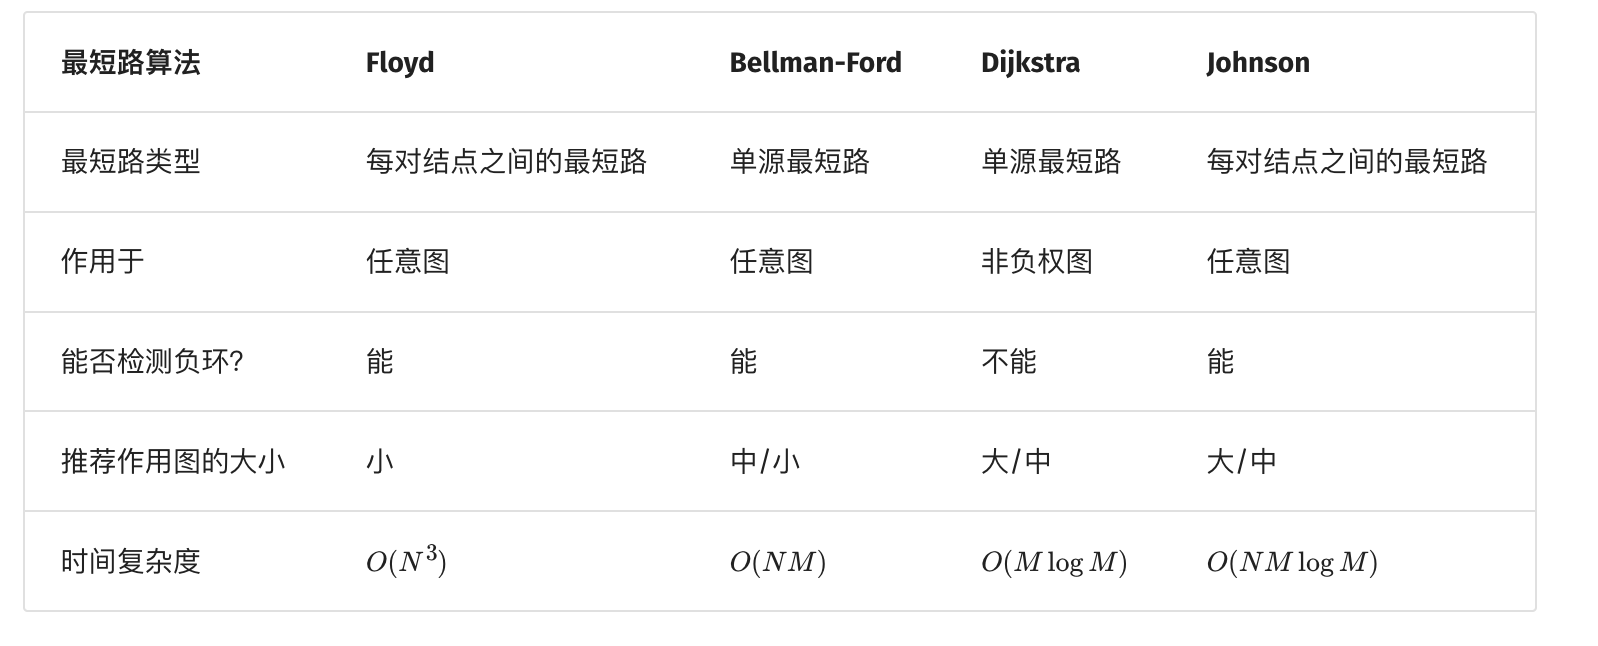 最短路算法 Floyd Bellman-Ford Dijkstra Johnson
最短路类型 每对结点之间的最短路 单源最短路 单源最短路 每对结点之间的最短路
作用于 任意图 任意图 非负权图 任意图
能否检测负环? 能 能 不能 能
推荐作用图的大小 小 中/小 大/中 大/中
时间复杂度 O(N³) O(NM) O(M log M) O(NM log M)